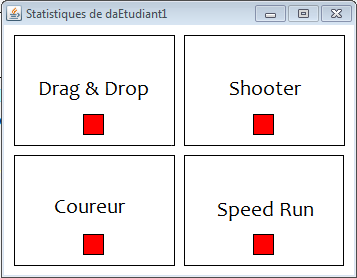 Statistiques de daEtudiant1
Drag & Drop
Shooter
Coureur
Speed Run